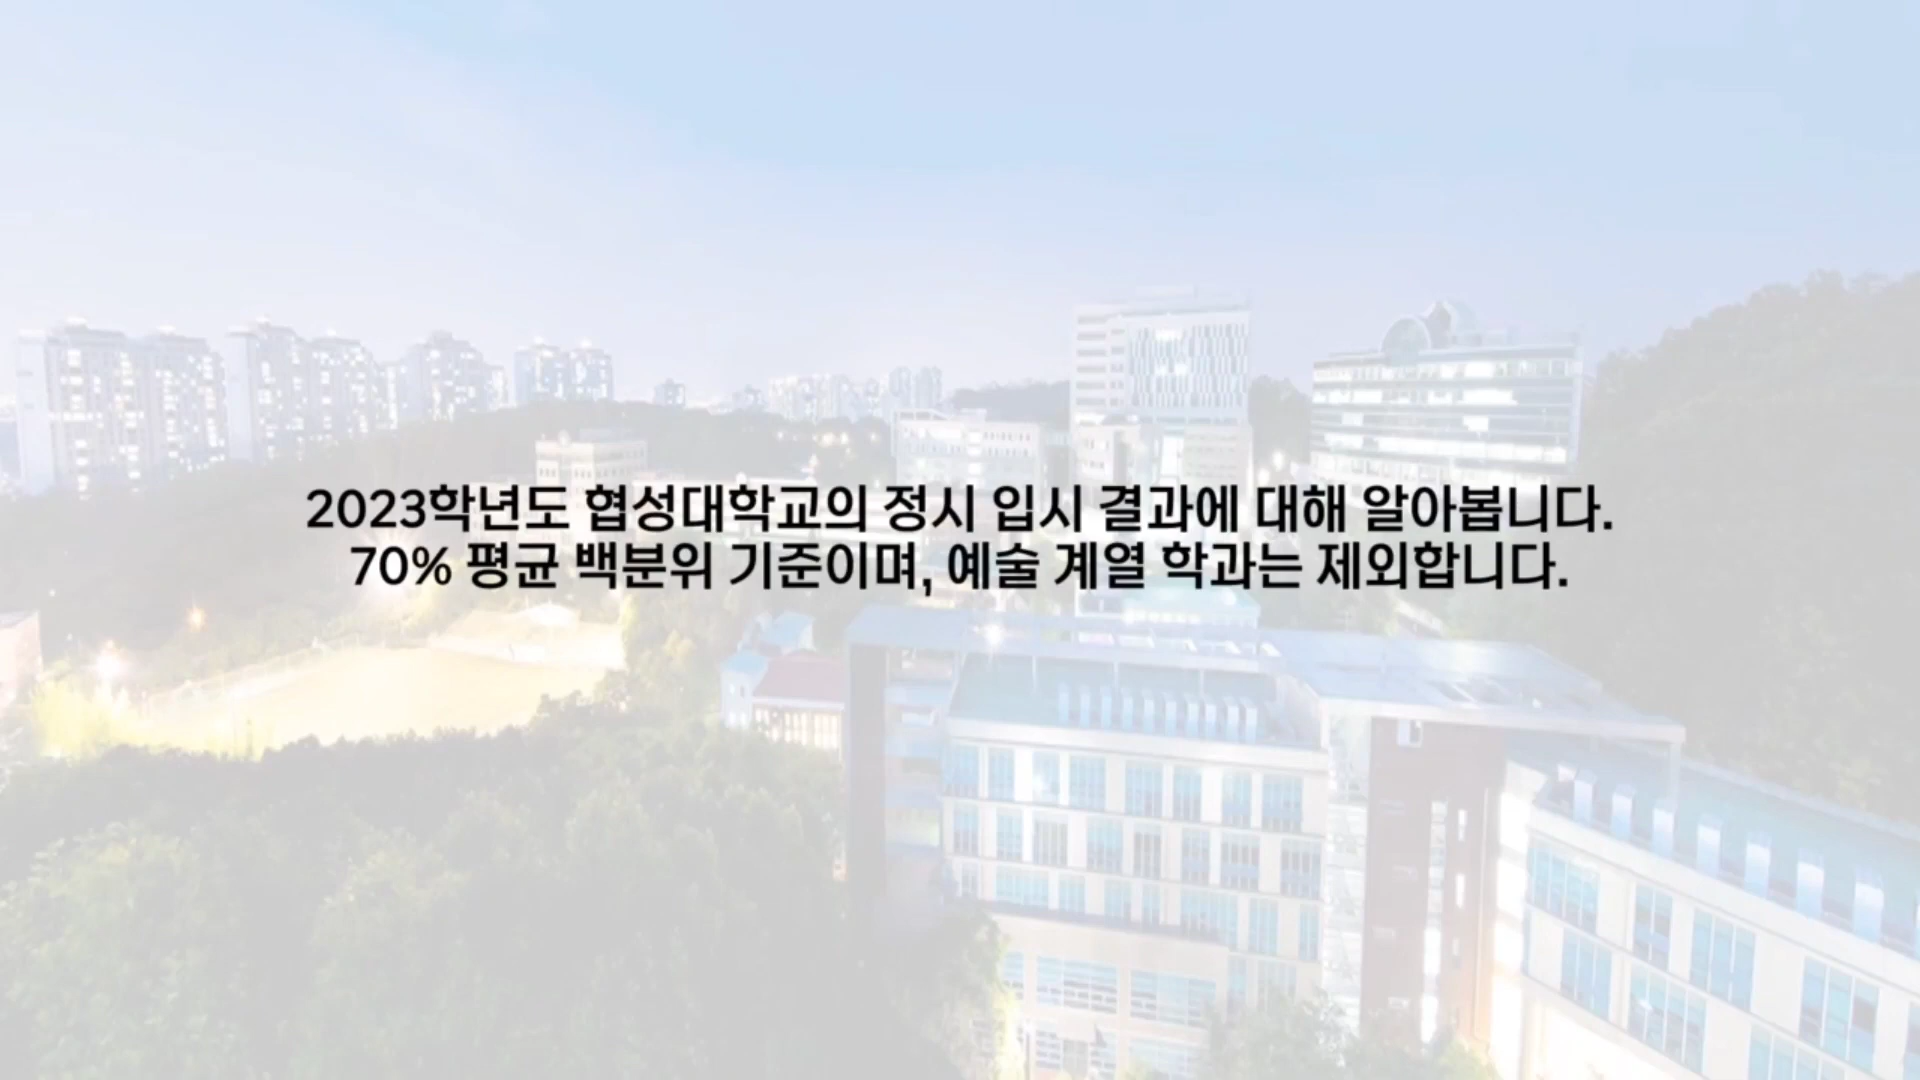 2023학년도 협성대학교의 정시 입시 결과에 대해 알아봅니다.
70% 평균 백분위 기준이며, 예술 계열 학과는 제외합니다.